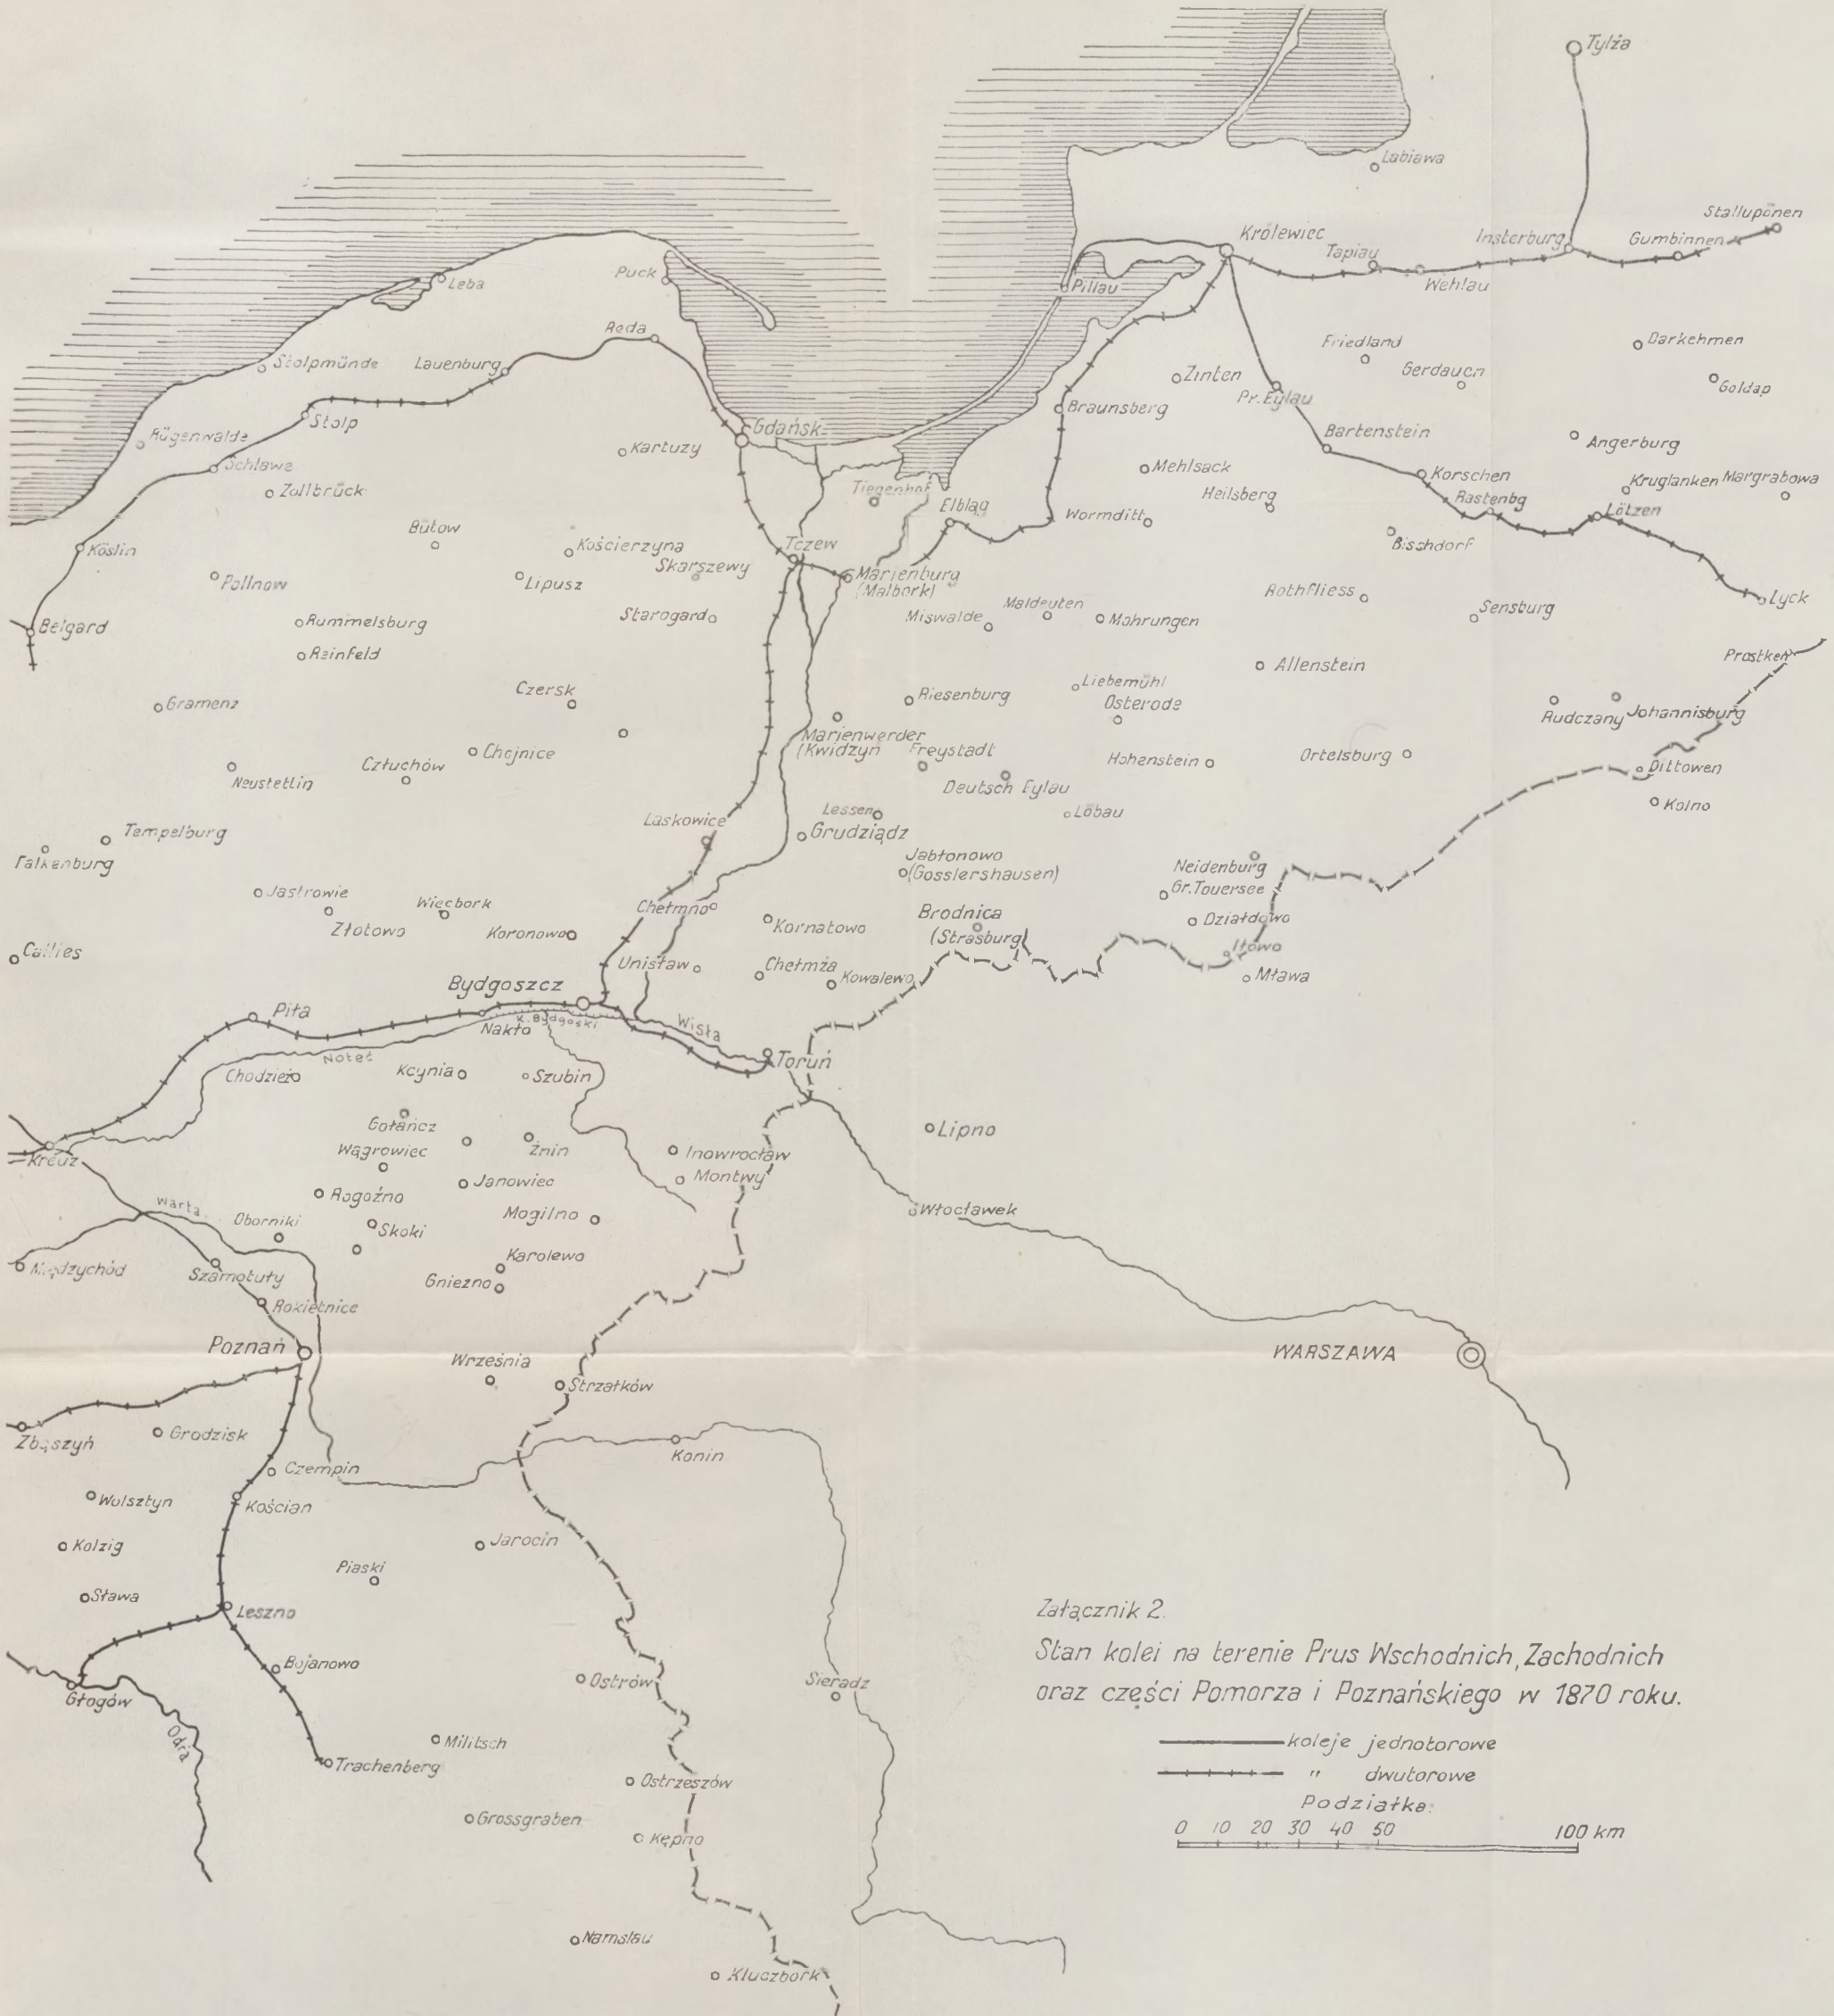 Tylża
Labiawa
Stallupönen
Królewiec
Insterburg
Gumbinnen
Tapiau
Wehlau
Puck
Leba
Pillau
Reda
Stolpmünde
Lauenburg
Friedland
Darkehmen
Gerdauen
Zinten
Goldap
Pr. Eylau
Braunsberg
Stolp
Gdańsk
Rügenwalde
Kartuzy
Bartenstein
Angerburg
Schlawe
Mehlsack
Korschen
Kruglanken
Margrabowa
Zollbrück
Tiegenhof
Heilsberg
Rastenbg
Elbląg
Wormditt
Lötzen
Bütow
Köslin
Kościerzyna
Tczew
Bischdorf
Skarszewy
Marienburg
(Malbork)
Pollnow
Lipusz
Rothfliess
Lyck
Maldeuten
Sensburg
Starogard
Miswalde
Mohrungen
Belgard
Rummelsburg
Reinfeld
Prostken
Allenstein
Liebemühl
Czersk
Riesenburg
Osterode
Gramenz
Rudczany
Johannisburg
Marienwerder
(Kwidzyn
Freystadt
Chojnice
Człuchów
Hohenstein
Ortelsburg
Dittowen
Neustettin
Deutsch Eylau
Kolno
Lessen
Löbau
Laskowice
Grudziądz
Tempelburg
Falkenburg
Jabłonowo
(Gosslershausen)
Neidenburg
Gr. Tauersee
Jastrowie
Więcbork
Chełmno
Brodnica
(Strasburg)
Działdowo
Złotowo
Koronowo
Kornatowo
Iłowo
Callies
Unisław
Chełmża
Kowalewo
Mława
Bydgoszcz
Piła
Nakło
K. Bydgoski
Wisła
Noteć
Toruń
Chodzież
Kcynia
Szubin
Gołańcz
Lipno
Wągrowiec
Żnin
Inowrocław
Kreuz
Montwy
Janowiec
Rogoźno
Warta
Oborniki
Mogilno
Włocławek
Skoki
Karolewo
Międzychód
Szamotuły
Gniezno
Rokietnice
Poznań
Września
WARSZAWA
Strzałków
Zbąszyń
Grodzisk
Konin
Czempin
Wolsztyn
Kościan
Kolzig
Jarocin
Piaski
Sława
Leszno
Bojanowo
Ostrów
Sieradz
Głogów
Odra
Militsch
Trachenberg
Ostrzeszów
Grossgraben
Kępno
Namslau
Kluczbork
Załącznik 2.
Stan kolei na terenie Prus Wschodnich, Zachodnich
oraz części Pomorza i Poznańskiego w 1870 roku.
koleje jednotorowe
" dwutorowe
Podziałka:
0 10 20 30 40 50 100 km